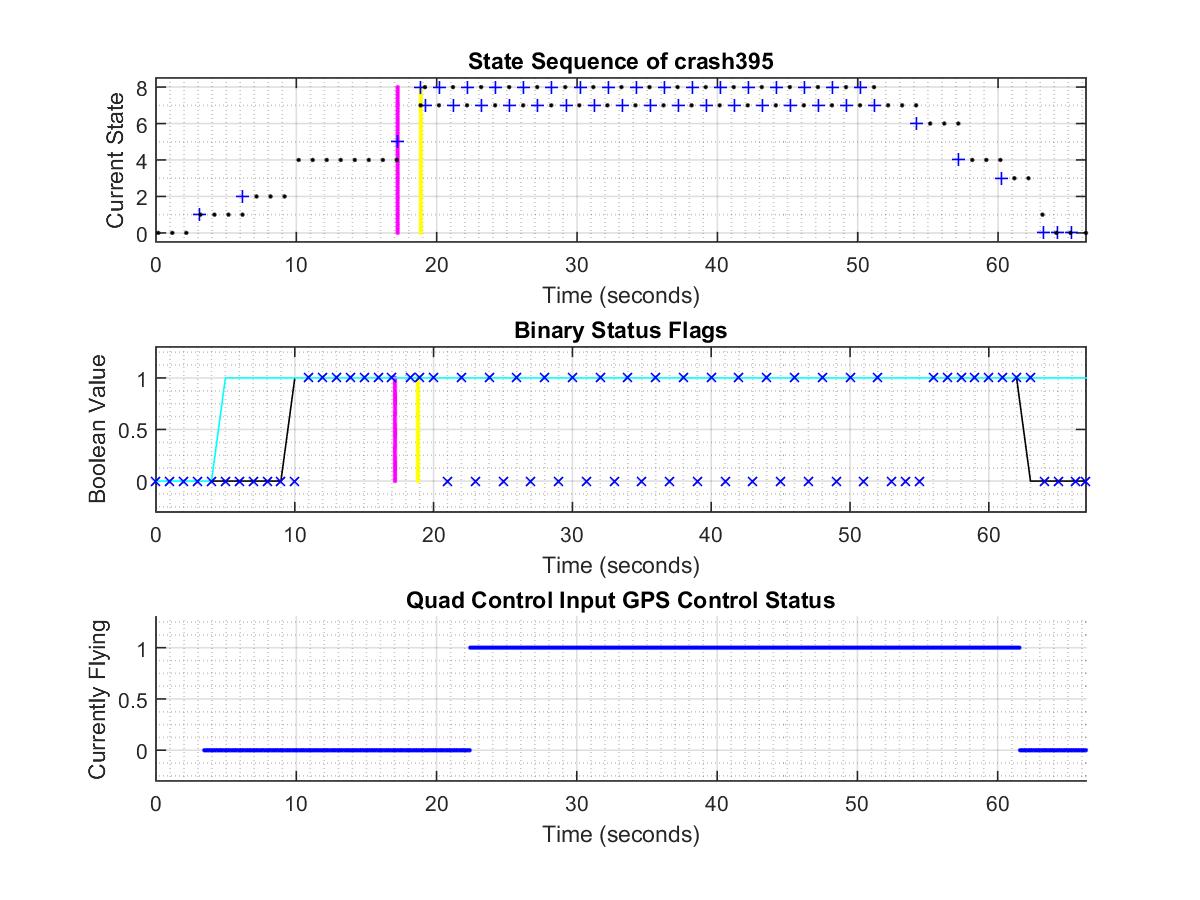 State Sequence of crash395
Current State
8
6
4
2
0
0 10 20 30 40 50 60
Time (seconds)
Binary Status Flags
Boolean Value
1
0.5
0
0 10 20 30 40 50 60
Time (seconds)
Quad Control Input GPS Control Status
Currently Flying
1
0.5
0
0 10 20 30 40 50 60
Time (seconds)